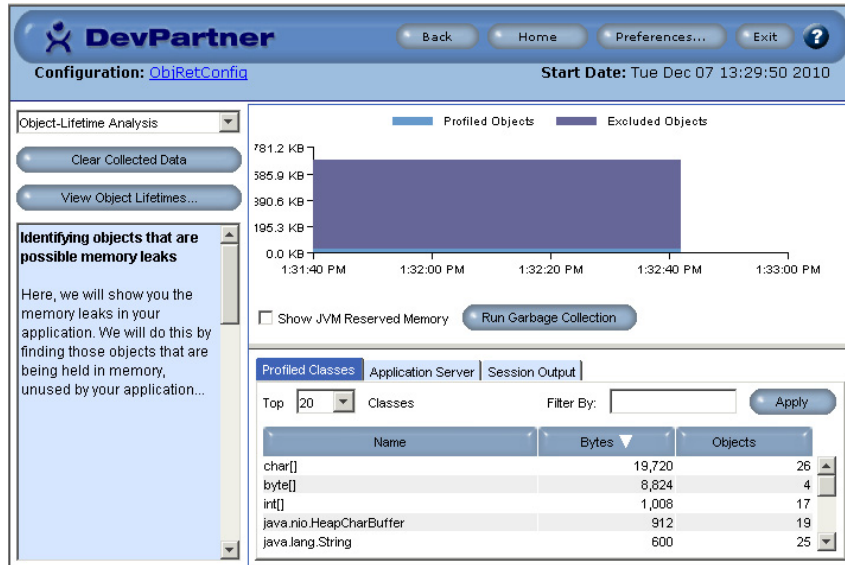 DevPartner
Back
Home
Preferences...
Exit
?
Configuration: ObjRetConfig
Start Date: Tue Dec 07 13:29:50 2010
Object-Lifetime Analysis
Clear Collected Data
View Object Lifetimes...
Identifying objects that are
possible memory leaks
Here, we will show you the
memory leaks in your
application. We will do this by
finding those objects that are
being held in memory,
unused by your application...
Profiled Objects
Excluded Objects
781.2 KB
585.9 KB
390.6 KB
195.3 KB
0.0 KB
1:31:40 PM 1:32:00 PM 1:32:20 PM 1:32:40 PM 1:33:00 PM
Show JVM Reserved Memory
Run Garbage Collection
Profiled Classes
Application Server
Session Output
Top 20 Classes
Filter By:
Apply
Name Bytes Objects
char[] 19,720 26
byte[] 8,824 4
int[] 1,008 17
java.nio.HeapCharBuffer 912 19
java.lang.String 600 25